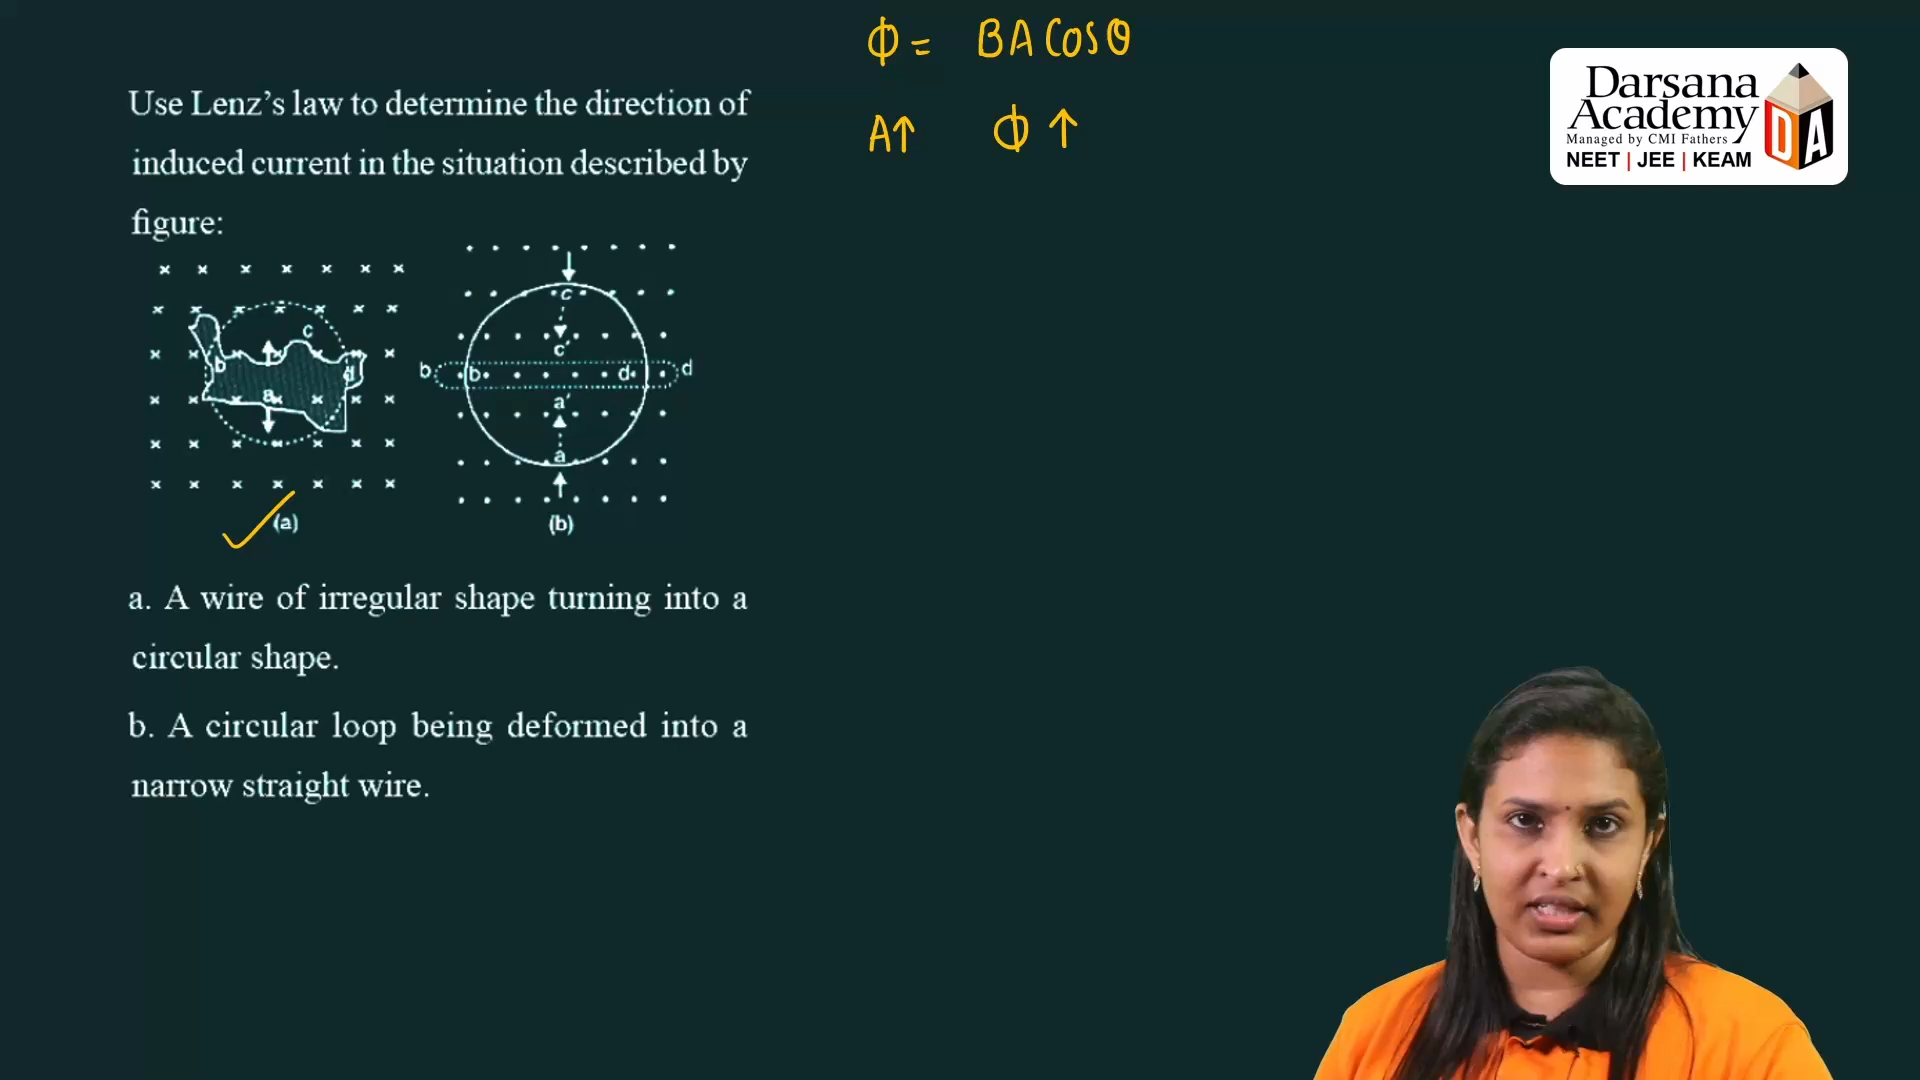 Φ = BA Cosθ
A↑ Φ↑
Darsana
Academy
Managed by CMI Fathers
NEET | JEE | KEAM
DA
Use Lenz’s law to determine the direction of
induced current in the situation described by
figure:
c
b
d
a
(a)
c
c′
b b d d
a′
a
(b)
a. A wire of irregular shape turning into a
circular shape.
b. A circular loop being deformed into a
narrow straight wire.